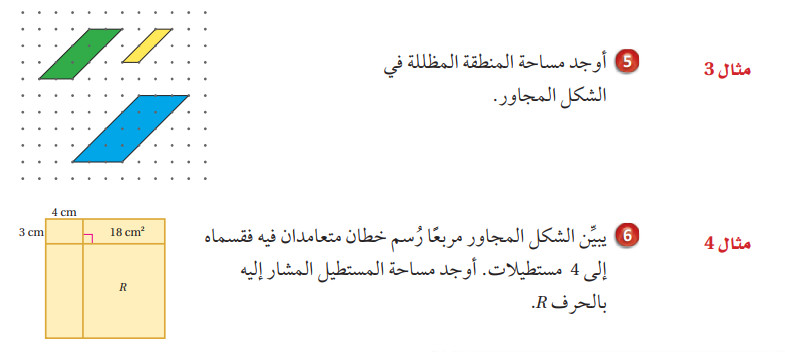 مثال 3
5 أوجد مساحة المنطقة المظللة في
الشكل المجاور.
مثال 4
6 يبيِّن الشكل المجاور مربعًا رُسم خطان متعامدان فيه فقسماه
إلى 4 مستطيلات. أوجد مساحة المستطيل المشار إليه
بالحرف R.
4 cm
3 cm
18 cm²
R